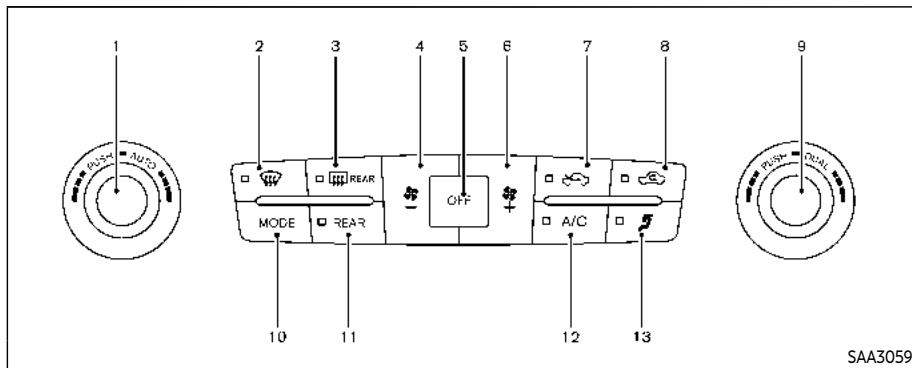 1 2 3 4 5 6 7 8 9
PUSH AUTO
REAR
OFF
PUSH DUAL
MODE
REAR
A/C
10 11 12 13
SAA3059